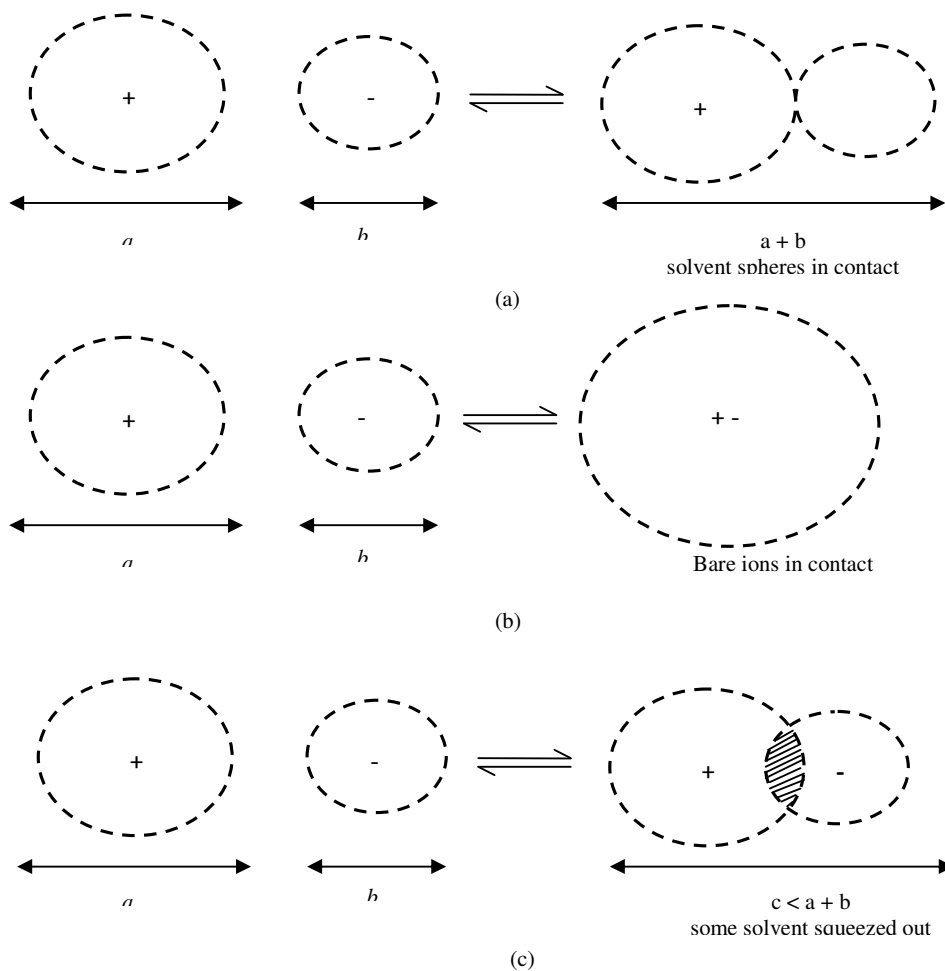 + - +
a b a + b
solvent spheres in contact
(a)
+ - + -
a b Bare ions in contact
(b)
+ - + -
a b c < a + b
some solvent squeezed out
(c)